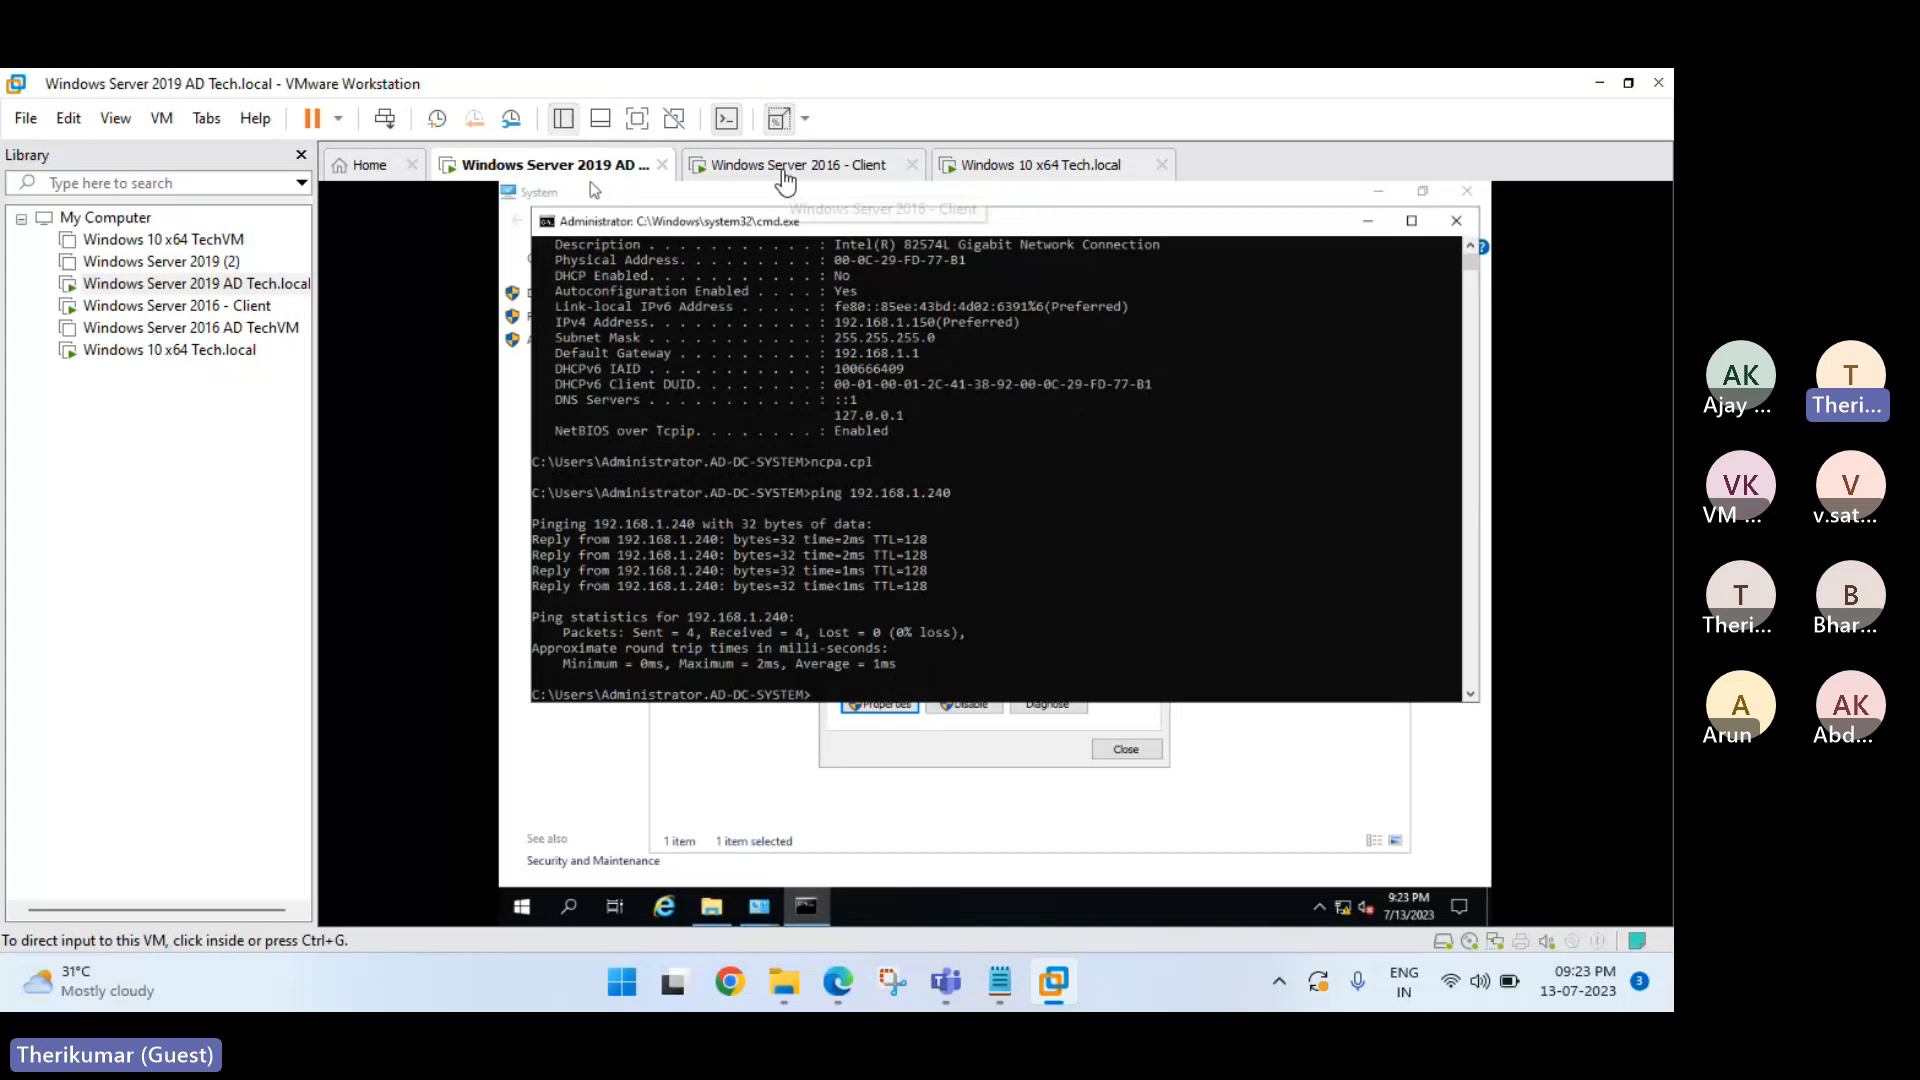 Windows Server 2019 AD Tech.local - VMware Workstation
File Edit View VM Tabs Help
Library
Type here to search
My Computer
Windows 10 x64 TechVM
Windows Server 2019 (2)
Windows Server 2019 AD Tech.local
Windows Server 2016 - Client
Windows Server 2016 AD TechVM
Windows 10 x64 Tech.local
Home
Windows Server 2019 AD ...
Windows Server 2016 - Client
Windows 10 x64 Tech.local
System
Windows Server 2016 - Client
Administrator: C:\Windows\system32\cmd.exe
Description . . . . . . . . . . . : Intel(R) 82574L Gigabit Network Connection
Physical Address. . . . . . . . . : 00-0C-29-FD-77-B1
DHCP Enabled. . . . . . . . . . . : No
Autoconfiguration Enabled . . . . : Yes
Link-local IPv6 Address . . . . . : fe80::85ee:43bd:4d02:6391%6(Preferred)
IPv4 Address. . . . . . . . . . . : 192.168.1.150(Preferred)
Subnet Mask . . . . . . . . . . . : 255.255.255.0
Default Gateway . . . . . . . . . : 192.168.1.1
DHCPv6 IAID . . . . . . . . . . . : 100666409
DHCPv6 Client DUID. . . . . . . . : 00-01-00-01-2C-41-38-92-00-0C-29-FD-77-B1
DNS Servers . . . . . . . . . . . : ::1
127.0.0.1
NetBIOS over Tcpip. . . . . . . . : Enabled
C:\Users\Administrator.AD-DC-SYSTEM>ncpa.cpl
C:\Users\Administrator.AD-DC-SYSTEM>ping 192.168.1.240
Pinging 192.168.1.240 with 32 bytes of data:
Reply from 192.168.1.240: bytes=32 time=2ms TTL=128
Reply from 192.168.1.240: bytes=32 time=2ms TTL=128
Reply from 192.168.1.240: bytes=32 time=1ms TTL=128
Reply from 192.168.1.240: bytes=32 time<1ms TTL=128
Ping statistics for 192.168.1.240:
Packets: Sent = 4, Received = 4, Lost = 0 (0% loss),
Approximate round trip times in milli-seconds:
Minimum = 0ms, Maximum = 2ms, Average = 1ms
C:\Users\Administrator.AD-DC-SYSTEM>
Properties Disable Diagnose
Close
See also
Security and Maintenance
1 item 1 item selected
9:23 PM
7/13/2023
To direct input to this VM, click inside or press Ctrl+G.
31°C
Mostly cloudy
ENG
IN
09:23 PM
13-07-2023
3
AK
Ajay ...
T
Theri...
VK
VM ...
V
v.sat...
T
Theri...
B
Bhar...
A
Arun
AK
Abd...
Therikumar (Guest)